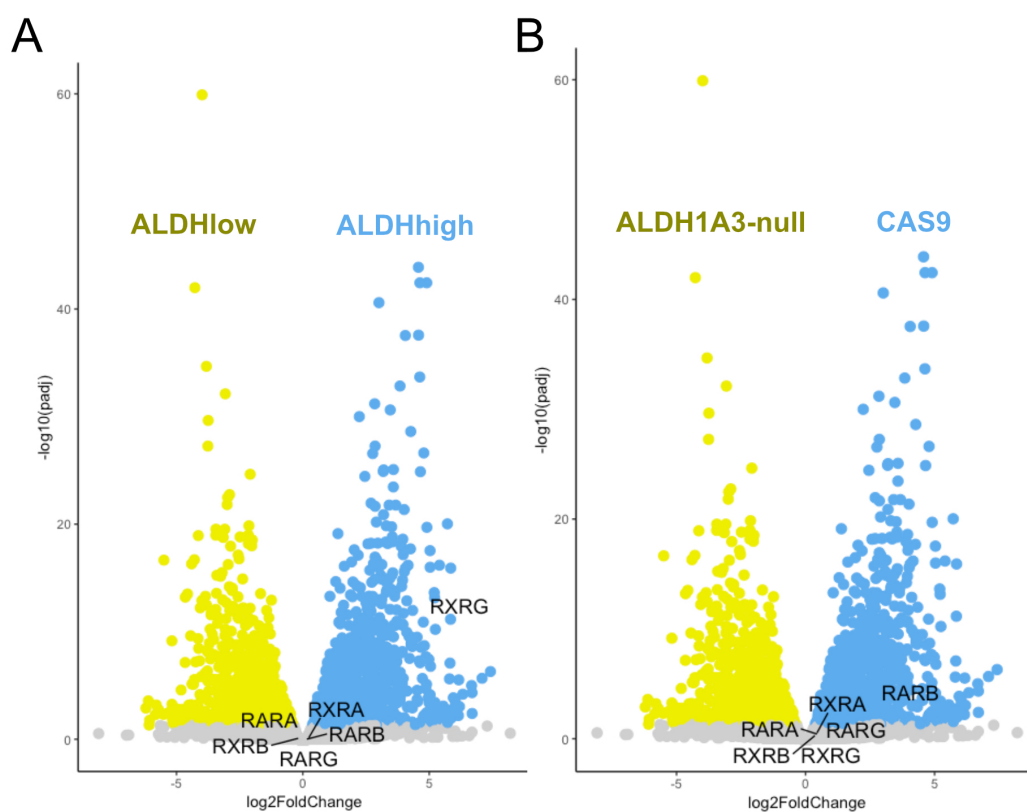 A
60
40
20
0
-log10(padj)
ALDHlow
ALDHhigh
RXRG
RARA
RXRA
RXRB
RARB
RARG
-5
0
5
log2FoldChange
B
60
40
20
0
-log10(padj)
ALDH1A3-null
CAS9
RARB
RXRA
RARA
RARG
RXRB
RXRG
-5
0
5
log2FoldChange